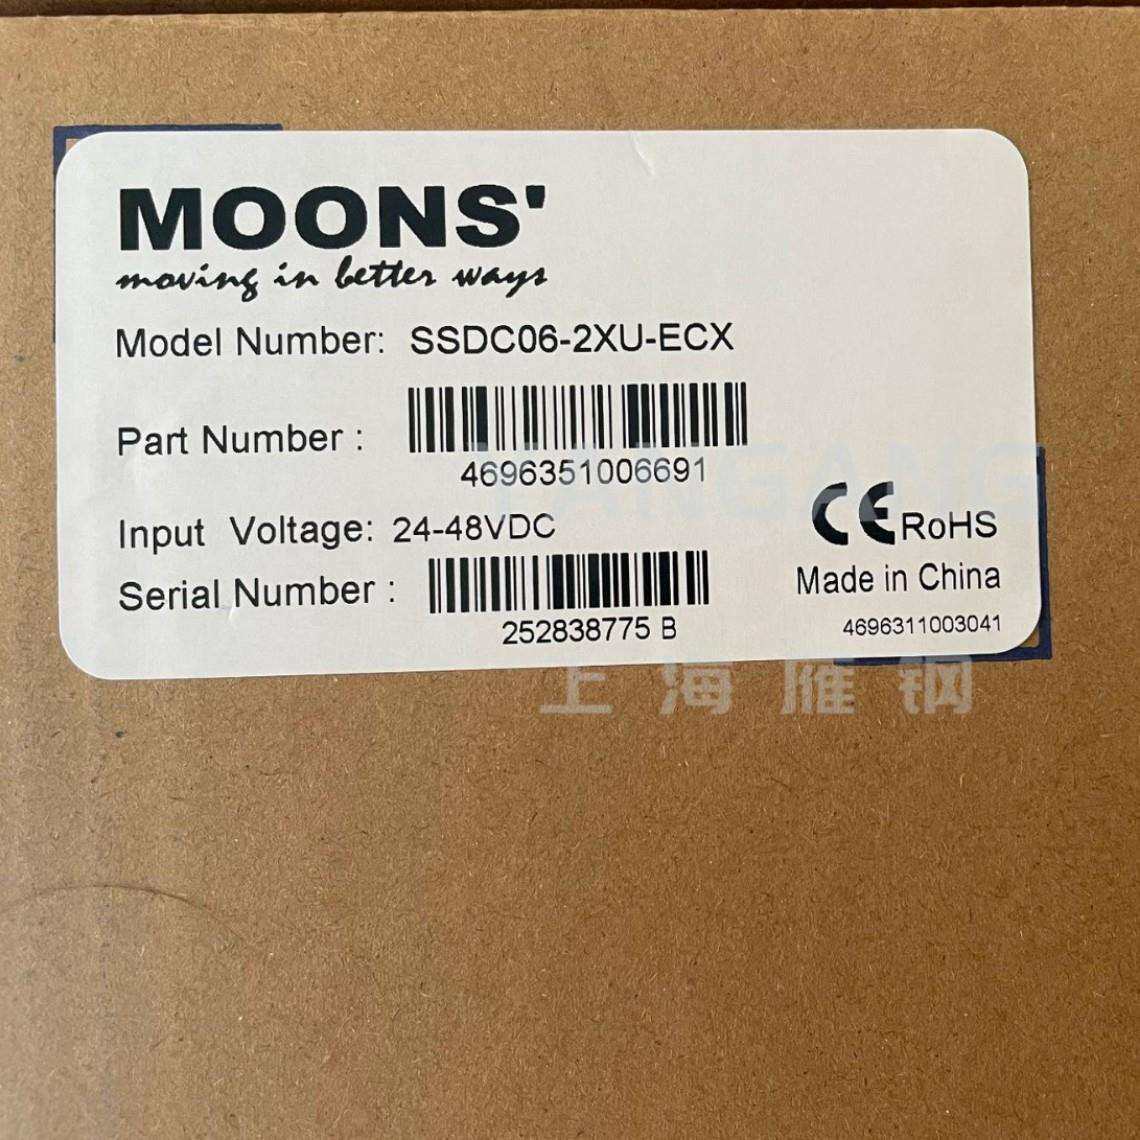 MOONS'
moving in better ways
Model Number: SSDC06-2XU-ECX
Part Number :
4696351006691
Input Voltage: 24-48VDC
CE RoHS
Serial Number :
252838775 B
Made in China
4696311003041
YANGANG
上海雁钢